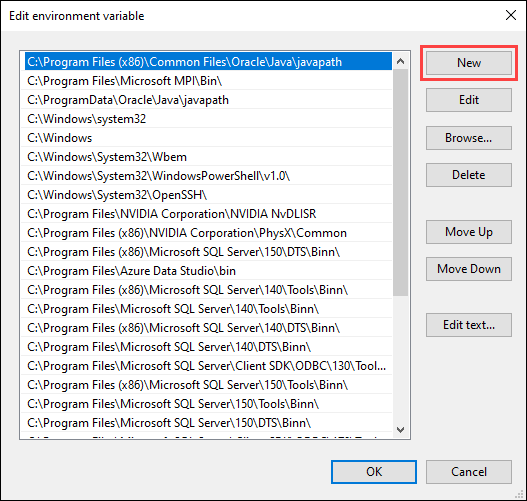 Edit environment variable
C:\Program Files (x86)\Common Files\Oracle\Java\javapath
C:\Program Files\Microsoft MPI\Bin\
C:\ProgramData\Oracle\Java\javapath
C:\Windows\system32
C:\Windows
C:\Windows\System32\Wbem
C:\Windows\System32\WindowsPowerShell\v1.0\
C:\Windows\System32\OpenSSH\
C:\Program Files\NVIDIA Corporation\NVIDIA NvDLISR
C:\Program Files (x86)\NVIDIA Corporation\PhysX\Common
C:\Program Files (x86)\Microsoft SQL Server\150\DTS\Binn\
C:\Program Files\Azure Data Studio\bin
C:\Program Files (x86)\Microsoft SQL Server\140\Tools\Binn\
C:\Program Files\Microsoft SQL Server\140\Tools\Binn\
C:\Program Files (x86)\Microsoft SQL Server\140\DTS\Binn\
C:\Program Files\Microsoft SQL Server\140\DTS\Binn\
C:\Program Files\Microsoft SQL Server\Client SDK\ODBC\130\Tool...
C:\Program Files (x86)\Microsoft SQL Server\150\Tools\Binn\
C:\Program Files\Microsoft SQL Server\150\Tools\Binn\
C:\Program Files\Microsoft SQL Server\150\DTS\Binn\
New
Edit
Browse...
Delete
Move Up
Move Down
Edit text...
OK
Cancel